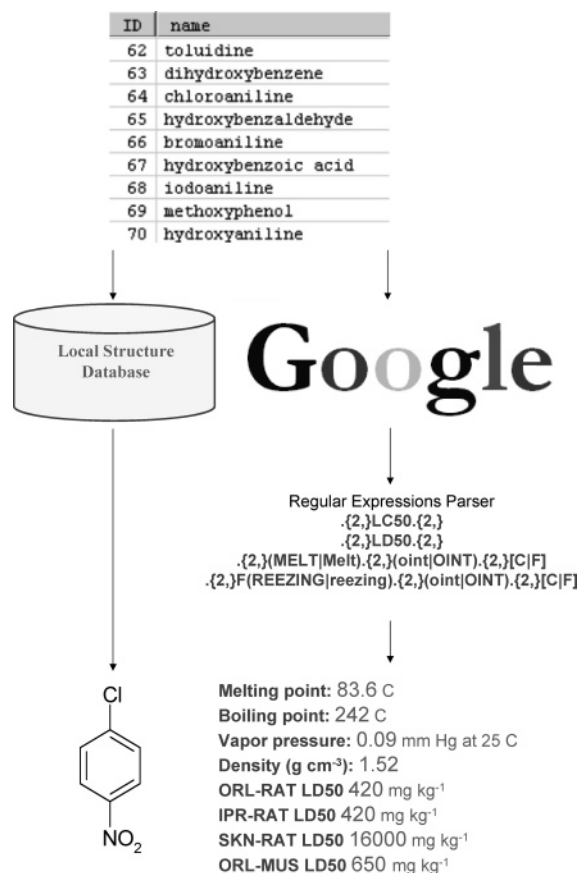 ID name
62 toluidine
63 dihydroxybenzene
64 chloroaniline
65 hydroxybenzaldehyde
66 bromoaniline
67 hydroxybenzoic acid
68 iodoaniline
69 methoxyphenol
70 hydroxyaniline
Local Structure
Database
Google
Regular Expressions Parser
.{2,}LC50.{2,}
.{2,}LD50.{2,}
.{2,}(MELT|Melt).{2,}(oint|OINT).{2,}[C|F]
.{2,}F(REEZING|reezing).{2,}(oint|OINT).{2,}[C|F]
Cl
NO₂
Melting point: 83.6 C
Boiling point: 242 C
Vapor pressure: 0.09 mm Hg at 25 C
Density (g cm⁻³): 1.52
ORL-RAT LD50 420 mg kg⁻¹
IPR-RAT LD50 420 mg kg⁻¹
SKN-RAT LD50 16000 mg kg⁻¹
ORL-MUS LD50 650 mg kg⁻¹